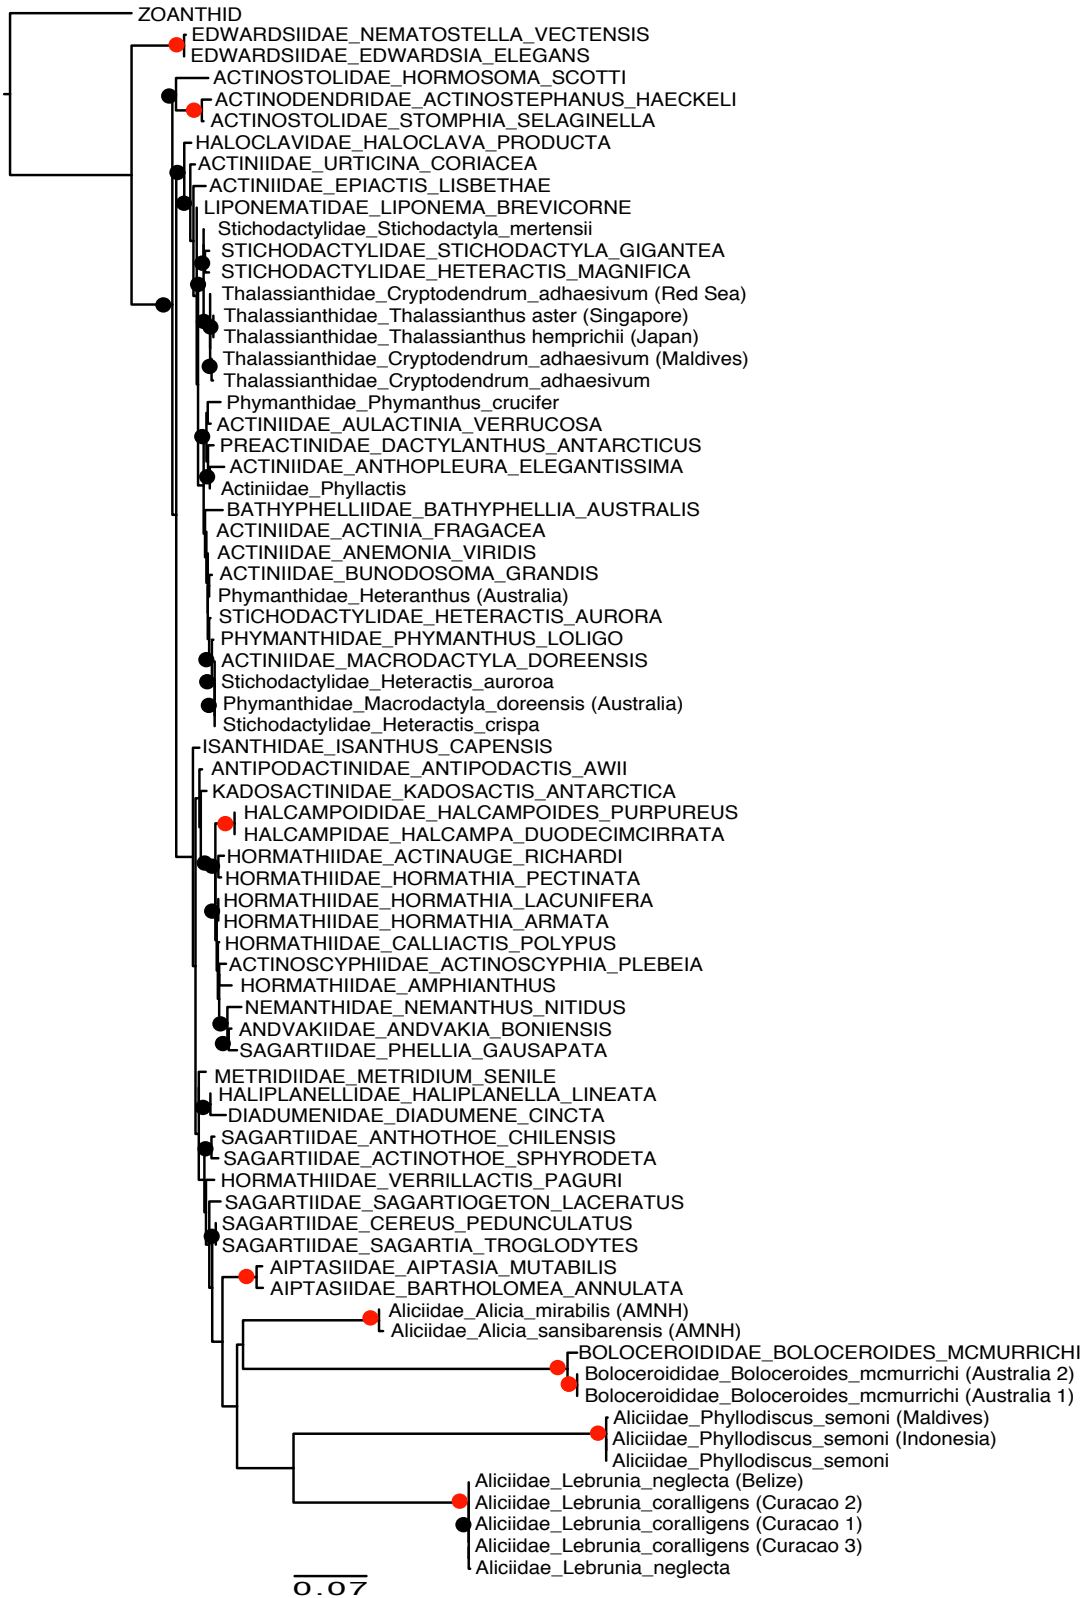 ZOANTHID
EDWARDSIIDAE_NEMATOSTELLA_VECTENSIS
EDWARDSIIDAE_EDWARDSIA_ELEGANS
ACTINOSTOLIDAE_HORMOSOMA_SCOTTI
ACTINODENDRIDAE_ACTINOSTEPHANUS_HAECKELI
ACTINOSTOLIDAE_STOMPHIA_SELAGINELLA
HALOCLAVIDAE_HALOCLAVA_PRODUCTA
ACTINIIDAE_URTICINA_CORIACEA
ACTINIIDAE_EPIACTIS_LISBETHAE
LIPONEMATIDAE_LIPONEMA_BREVICORNE
Stichodactylidae_Stichodactyla_mertensii
STICHODACTYLIDAE_STICHODACTYLA_GIGANTEA
STICHODACTYLIDAE_HETERACTIS_MAGNIFICA
Thalassianthidae_Cryptodendrum_adhaesivum (Red Sea)
Thalassianthidae_Thalassianthus aster (Singapore)
Thalassianthidae_Thalassianthus hemprichii (Japan)
Thalassianthidae_Cryptodendrum_adhaesivum (Maldives)
Thalassianthidae_Cryptodendrum_adhaesivum
Phymanthidae_Phymanthus_crucifer
ACTINIIDAE_AULACTINIA_VERRUCOSA
PREACTINIDAE_DACTYLANTHUS_ANTARCTICUS
ACTINIIDAE_ANTHOPLEURA_ELEGANTISSIMA
Actiniidae_Phyllactis
BATHYPHELLIIDAE_BATHYPHELLIA_AUSTRALIS
ACTINIIDAE_ACTINIA_FRAGACEA
ACTINIIDAE_ANEMONIA_VIRIDIS
ACTINIIDAE_BUNODOSOMA_GRANDIS
Phymanthidae_Heteranthus (Australia)
STICHODACTYLIDAE_HETERACTIS_AURORA
PHYMANTHIDAE_PHYMANTHUS_LOLIGO
ACTINIIDAE_MACRODACTYLA_DOREENSIS
Stichodactylidae_Heteractis_auroroa
Phymanthidae_Macrodactyla_doreensis (Australia)
Stichodactylidae_Heteractis_crispa
ISANTHIDAE_ISANTHUS_CAPENSIS
ANTIPODACTINIDAE_ANTIPODACTIS_AWII
KADOSACTINIDAE_KADOSACTIS_ANTARCTICA
HALCAMPOIDIDAE_HALCAMPOIDES_PURPUREUS
HALCAMPIDAE_HALCAMPA_DUODECIMCIRRATA
HORMATHIIDAE_ACTINAUGE_RICHARDI
HORMATHIIDAE_HORMATHIA_PECTINATA
HORMATHIIDAE_HORMATHIA_LACUNIFERA
HORMATHIIDAE_HORMATHIA_ARMATA
HORMATHIIDAE_CALLIACTIS_POLYPUS
ACTINOSCYPHIIDAE_ACTINOSCYPHIA_PLEBEIA
HORMATHIIDAE_AMPHIANTHUS
NEMANTHIDAE_NEMANTHUS_NITIDUS
ANDVAKIIDAE_ANDVAKIA_BONIENSIS
SAGARTIIDAE_PHELLIA_GAUSAPATA
METRIDIIDAE_METRIDIUM_SENILE
HALIPLANELLIDAE_HALIPLANELLA_LINEATA
DIADUMENIDAE_DIADUMENE_CINCTA
SAGARTIIDAE_ANTHOTHOE_CHILENSIS
SAGARTIIDAE_ACTINOTHOE_SPHYRODETA
HORMATHIIDAE_VERRILLACTIS_PAGURI
SAGARTIIDAE_SAGARTIOGETON_LACERATUS
SAGARTIIDAE_CEREUS_PEDUNCULATUS
SAGARTIIDAE_SAGARTIA_TROGLODYTES
AIPTASIIDAE_AIPTASIA_MUTABILIS
AIPTASIIDAE_BARTHOLOMEA_ANNULATA
Aliciidae_Alicia_mirabilis (AMNH)
Aliciidae_Alicia_sansibarensis (AMNH)
BOLOCEROIDIDAE_BOLOCEROIDES_MCMURRICHI
Boloceroididae_Boloceroides_mcmurrichi (Australia 2)
Boloceroididae_Boloceroides_mcmurrichi (Australia 1)
Aliciidae_Phyllodiscus_semoni (Maldives)
Aliciidae_Phyllodiscus_semoni (Indonesia)
Aliciidae_Phyllodiscus_semoni
Aliciidae_Lebrunia_neglecta (Belize)
Aliciidae_Lebrunia_coralligens (Curacao 2)
Aliciidae_Lebrunia_coralligens (Curacao 1)
Aliciidae_Lebrunia_coralligens (Curacao 3)
Aliciidae_Lebrunia_neglecta
0.07